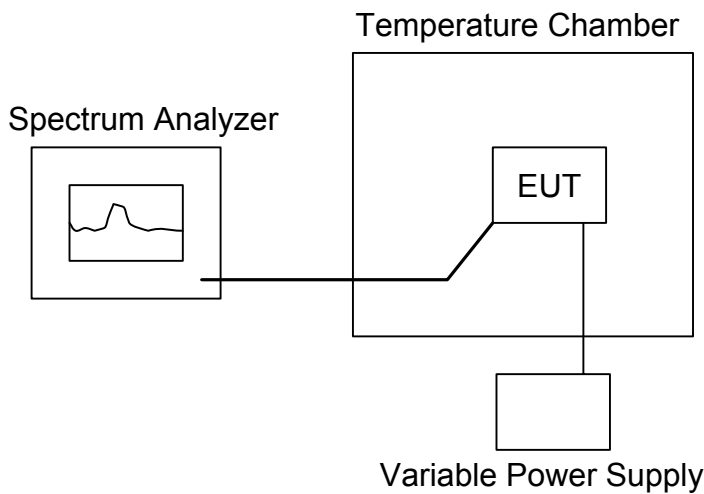 Temperature Chamber
Spectrum Analyzer
EUT
Variable Power Supply